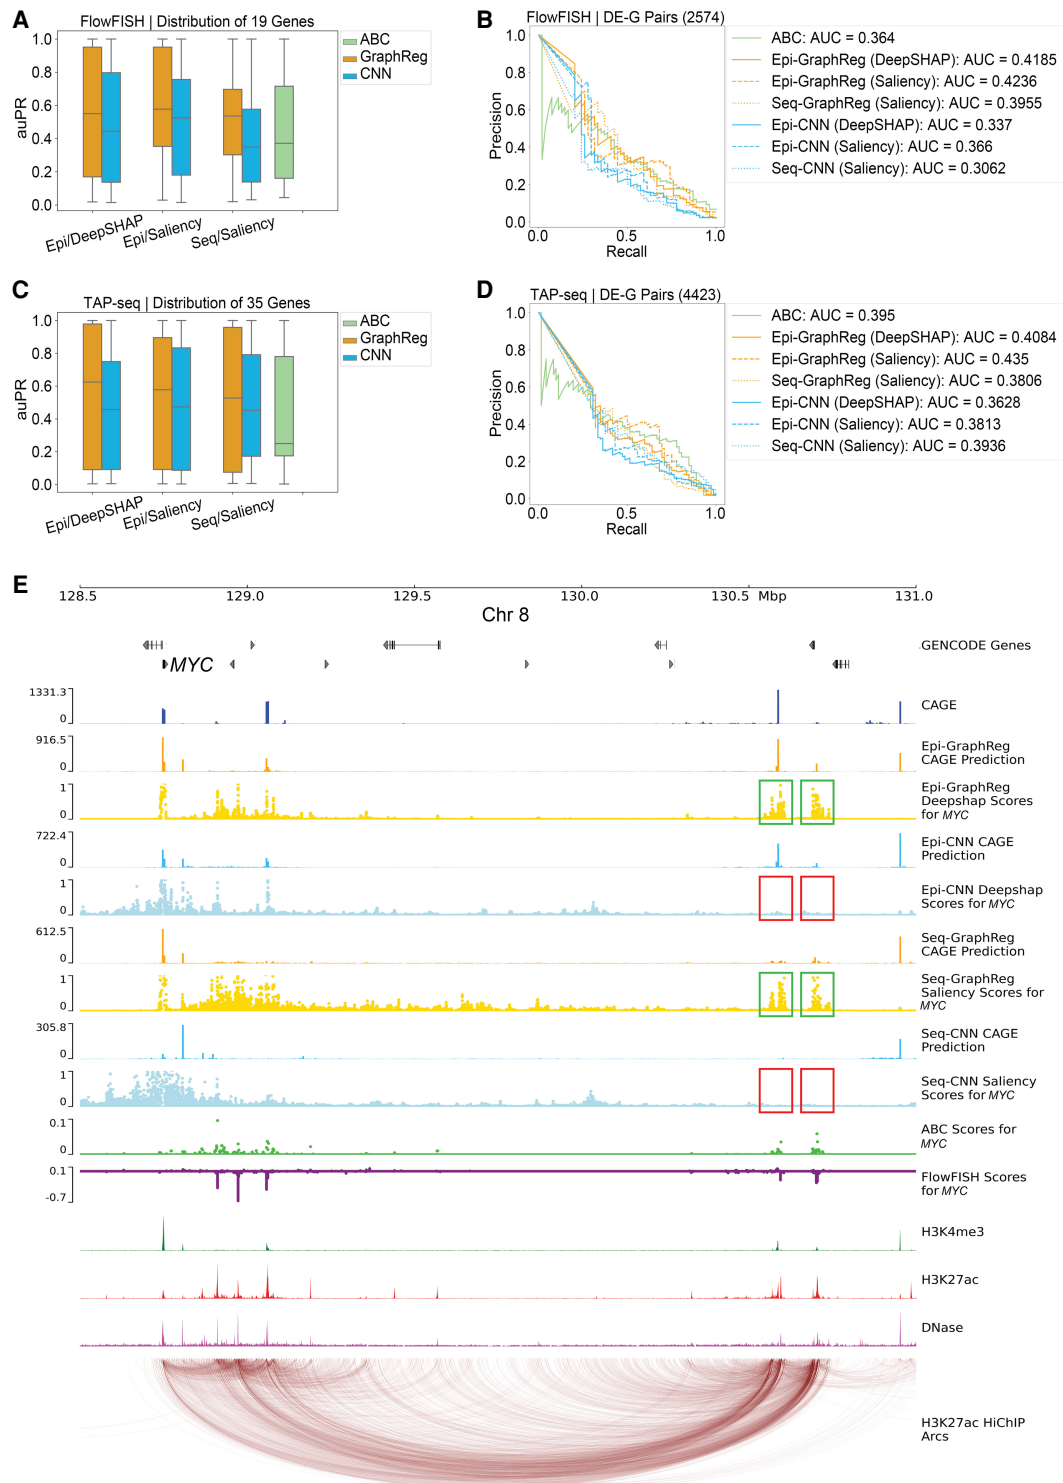 A
FlowFISH | Distribution of 19 Genes
auPR
1.0
0.8
0.6
0.4
0.2
0.0
Epi/DeepSHAP
Epi/Saliency
Seq/Saliency
ABC
GraphReg
CNN
B
FlowFISH | DE-G Pairs (2574)
Precision
1.0
0.8
0.6
0.4
0.2
0.0
0.0
0.5
1.0
Recall
ABC: AUC = 0.364
Epi-GraphReg (DeepSHAP): AUC = 0.4185
Epi-GraphReg (Saliency): AUC = 0.4236
Seq-GraphReg (Saliency): AUC = 0.3955
Epi-CNN (DeepSHAP): AUC = 0.337
Epi-CNN (Saliency): AUC = 0.366
Seq-CNN (Saliency): AUC = 0.3062
C
TAP-seq | Distribution of 35 Genes
auPR
1.0
0.8
0.6
0.4
0.2
0.0
Epi/DeepSHAP
Epi/Saliency
Seq/Saliency
ABC
GraphReg
CNN
D
TAP-seq | DE-G Pairs (4423)
Precision
1.0
0.8
0.6
0.4
0.2
0.0
0.0
0.5
1.0
Recall
ABC: AUC = 0.395
Epi-GraphReg (DeepSHAP): AUC = 0.4084
Epi-GraphReg (Saliency): AUC = 0.435
Seq-GraphReg (Saliency): AUC = 0.3806
Epi-CNN (DeepSHAP): AUC = 0.3628
Epi-CNN (Saliency): AUC = 0.3813
Seq-CNN (Saliency): AUC = 0.3936
E
128.5 129.0 129.5 130.0 130.5 Mbp 131.0
Chr 8
GENCODE Genes
MYC
1331.3
0
CAGE
916.5
0
Epi-GraphReg
CAGE Prediction
1
0
Epi-GraphReg
Deepshap Scores
for MYC
722.4
0
Epi-CNN CAGE
Prediction
1
0
Epi-CNN Deepshap
Scores for MYC
612.5
0
Seq-GraphReg
CAGE Prediction
1
0
Seq-GraphReg
Saliency Scores for
MYC
305.8
0
Seq-CNN CAGE
Prediction
1
0
Seq-CNN Saliency
Scores for MYC
0.1
0
ABC Scores for
MYC
0.1
-0.7
FlowFISH Scores
for MYC
H3K4me3
H3K27ac
DNase
H3K27ac HiChIP
Arcs